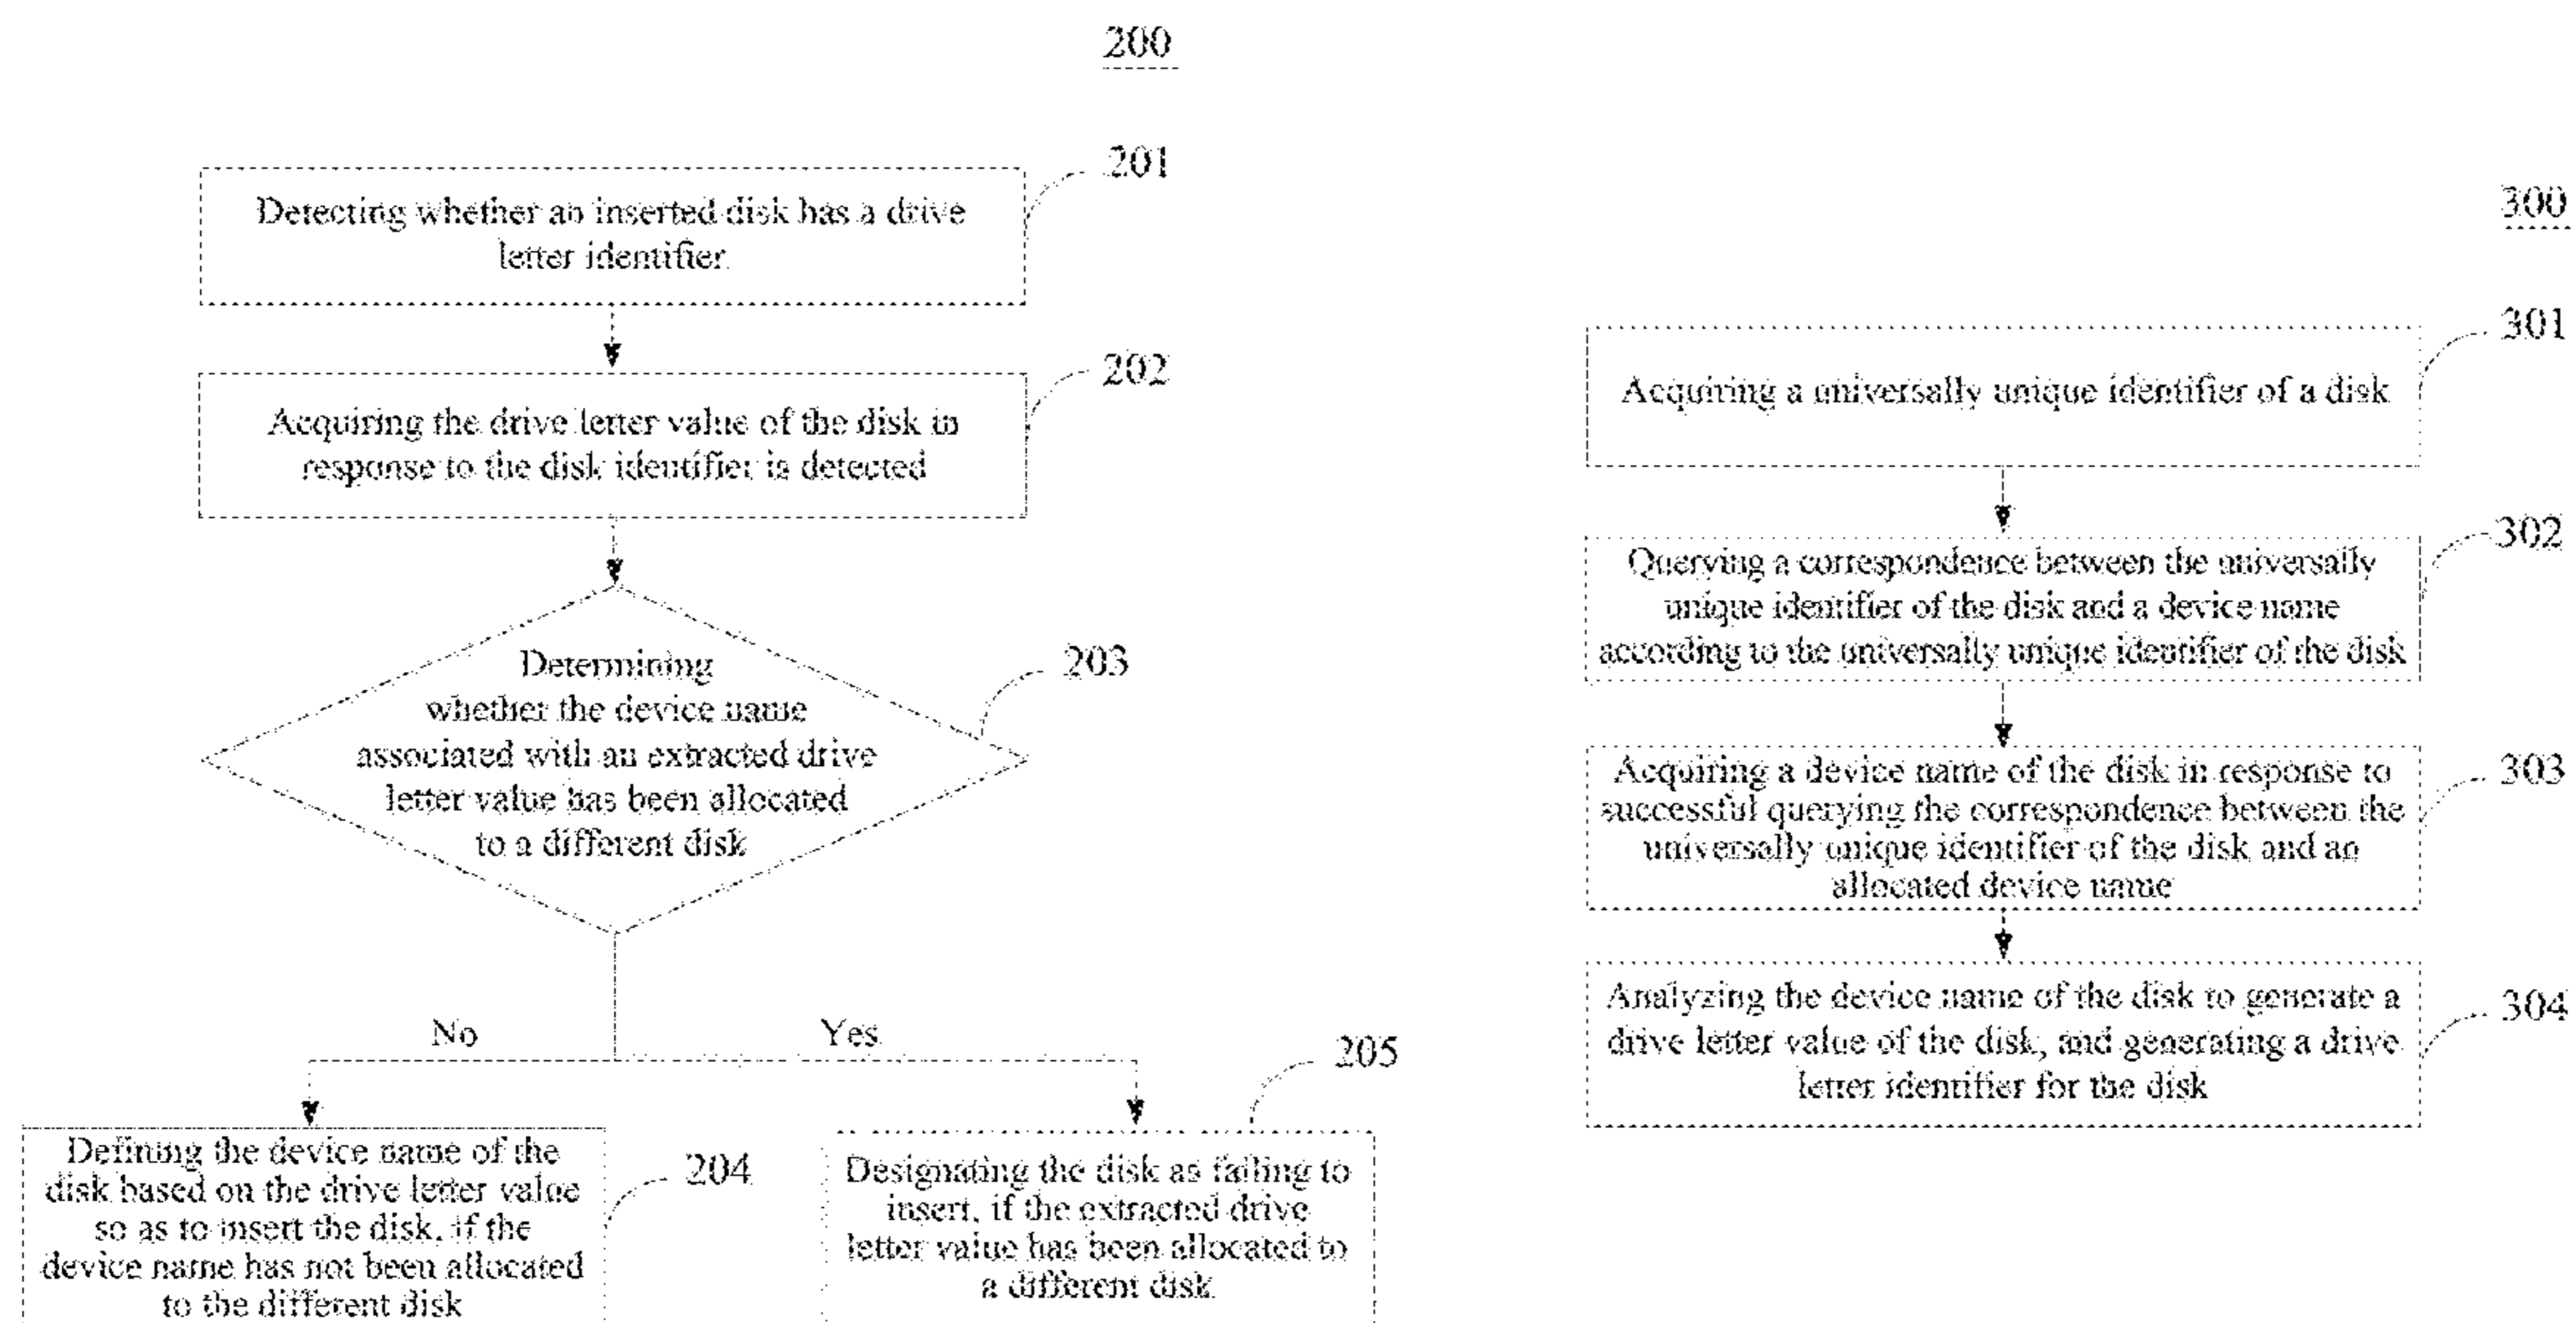 200
201
Detecting whether an inserted disk has a drive
letter identifier
202
Acquiring the drive letter value of the disk in
response to the disk identifier is detected
203
Determining
whether the device name
associated with an extracted drive
letter value has been allocated
to a different disk
No
Yes
204
Defining the device name of the
disk based on the drive letter value
so as to insert the disk, if the
device name has not been allocated
to the different disk
205
Designating the disk as failing to
insert, if the extracted drive
letter value has been allocated to
a different disk
300
301
Acquiring a universally unique identifier of a disk
302
Querying a correspondence between the universally
unique identifier of the disk and a device name
according to the universally unique identifier of the disk
303
Acquiring a device name of the disk in response to
successful querying the correspondence between the
universally unique identifier of the disk and an
allocated device name
304
Analyzing the device name of the disk to generate a
drive letter value of the disk, and generating a drive
letter identifier for the disk